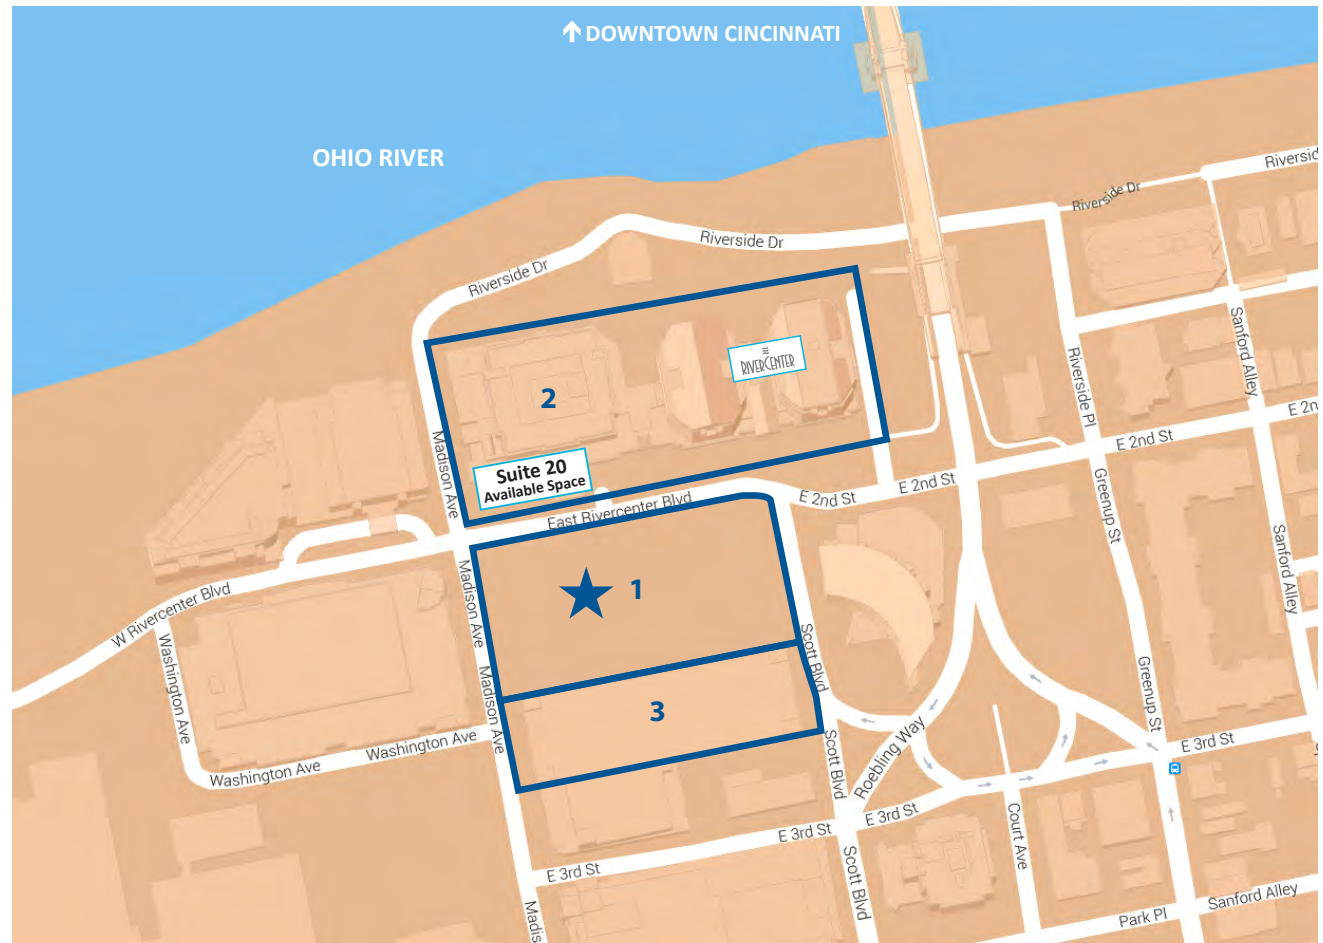 DOWNTOWN CINCINNATI
OHIO RIVER
Riverside
Riverside Dr
Riverside Dr
Riverside Dr
THE
RIVERCENTER
2
Suite 20
Available Space
Madison Ave
East Rivercenter Blvd
E 2nd St
E 2nd St
E 2nd St
E 2n
Riverside Pl
Sanford Alley
Greenup St
Sanford Alley
1
W Rivercenter Blvd
Washington Ave
Madison Ave
Madison Ave
Scott Blvd
Greenup St
3
Washington Ave
Washington Ave
Scott Blvd
Roebling Way
E 3rd St
E 3rd St
E 3rd St
E 3rd St
Court Ave
Scott Blvd
Madis
Park Pl
Sanford Alley